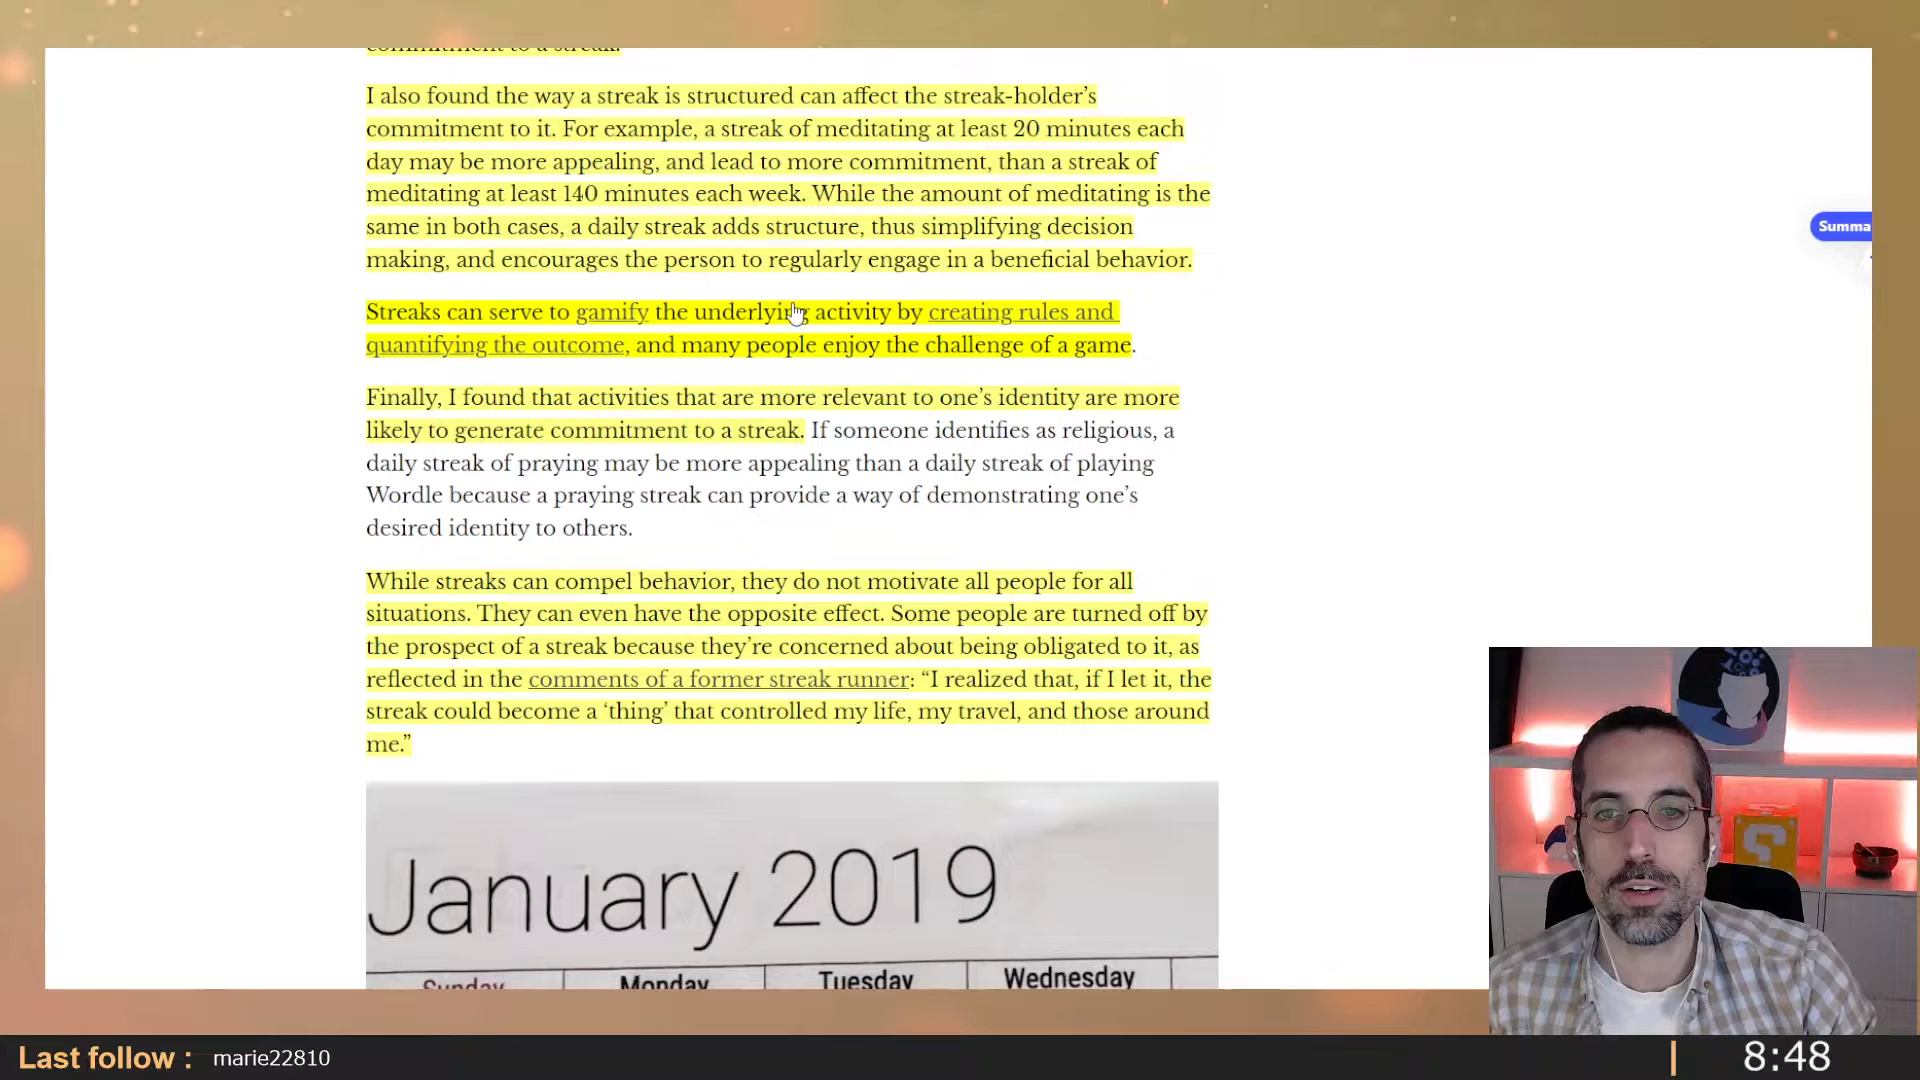 commitment to a streak.
I also found the way a streak is structured can affect the streak-holder’s
commitment to it. For example, a streak of meditating at least 20 minutes each
day may be more appealing, and lead to more commitment, than a streak of
meditating at least 140 minutes each week. While the amount of meditating is the
same in both cases, a daily streak adds structure, thus simplifying decision
making, and encourages the person to regularly engage in a beneficial behavior.
Summa
Streaks can serve to gamify the underlying activity by creating rules and
quantifying the outcome, and many people enjoy the challenge of a game.
Finally, I found that activities that are more relevant to one’s identity are more
likely to generate commitment to a streak. If someone identifies as religious, a
daily streak of praying may be more appealing than a daily streak of playing
Wordle because a praying streak can provide a way of demonstrating one’s
desired identity to others.
While streaks can compel behavior, they do not motivate all people for all
situations. They can even have the opposite effect. Some people are turned off by
the prospect of a streak because they’re concerned about being obligated to it, as
reflected in the comments of a former streak runner: “I realized that, if I let it, the
streak could become a ‘thing’ that controlled my life, my travel, and those around
me.”
January 2019
Sunday Monday Tuesday Wednesday
Last follow : marie22810 | 8:48